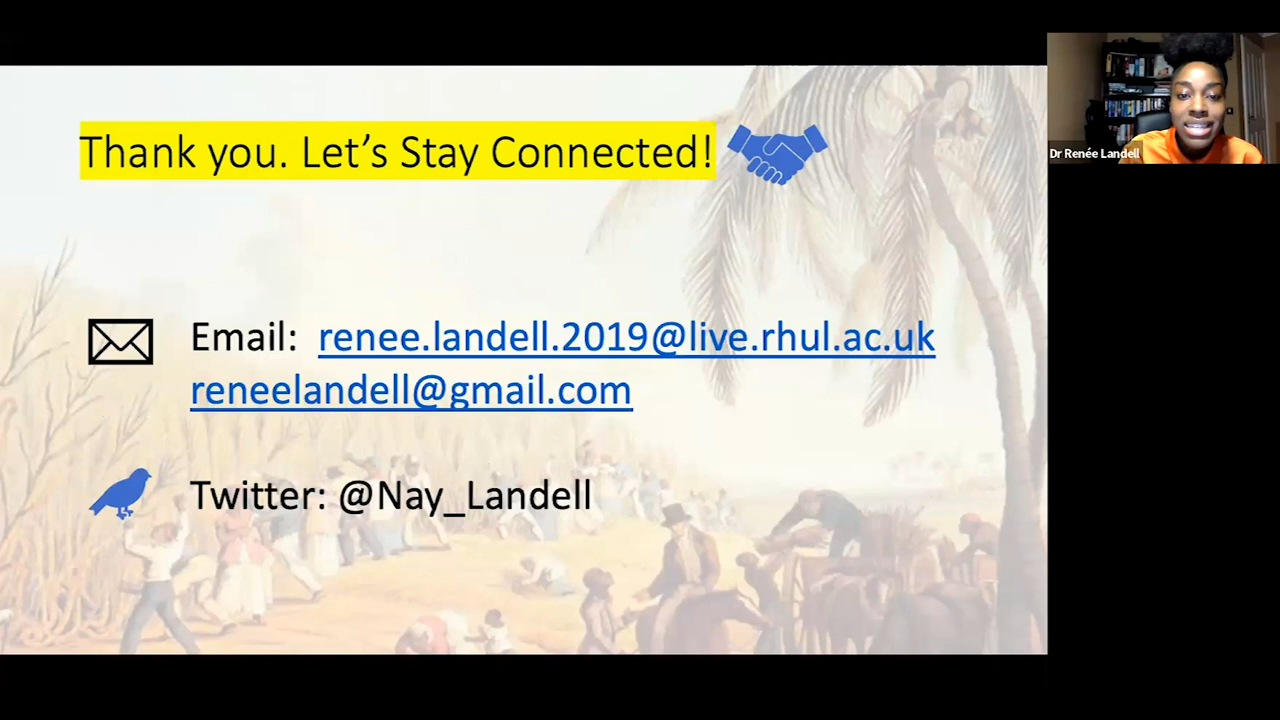 Thank you. Let's Stay Connected!
Dr Renée Landell
Email: renee.landell.2019@live.rhul.ac.uk
reneelandell@gmail.com
Twitter: @Nay_Landell